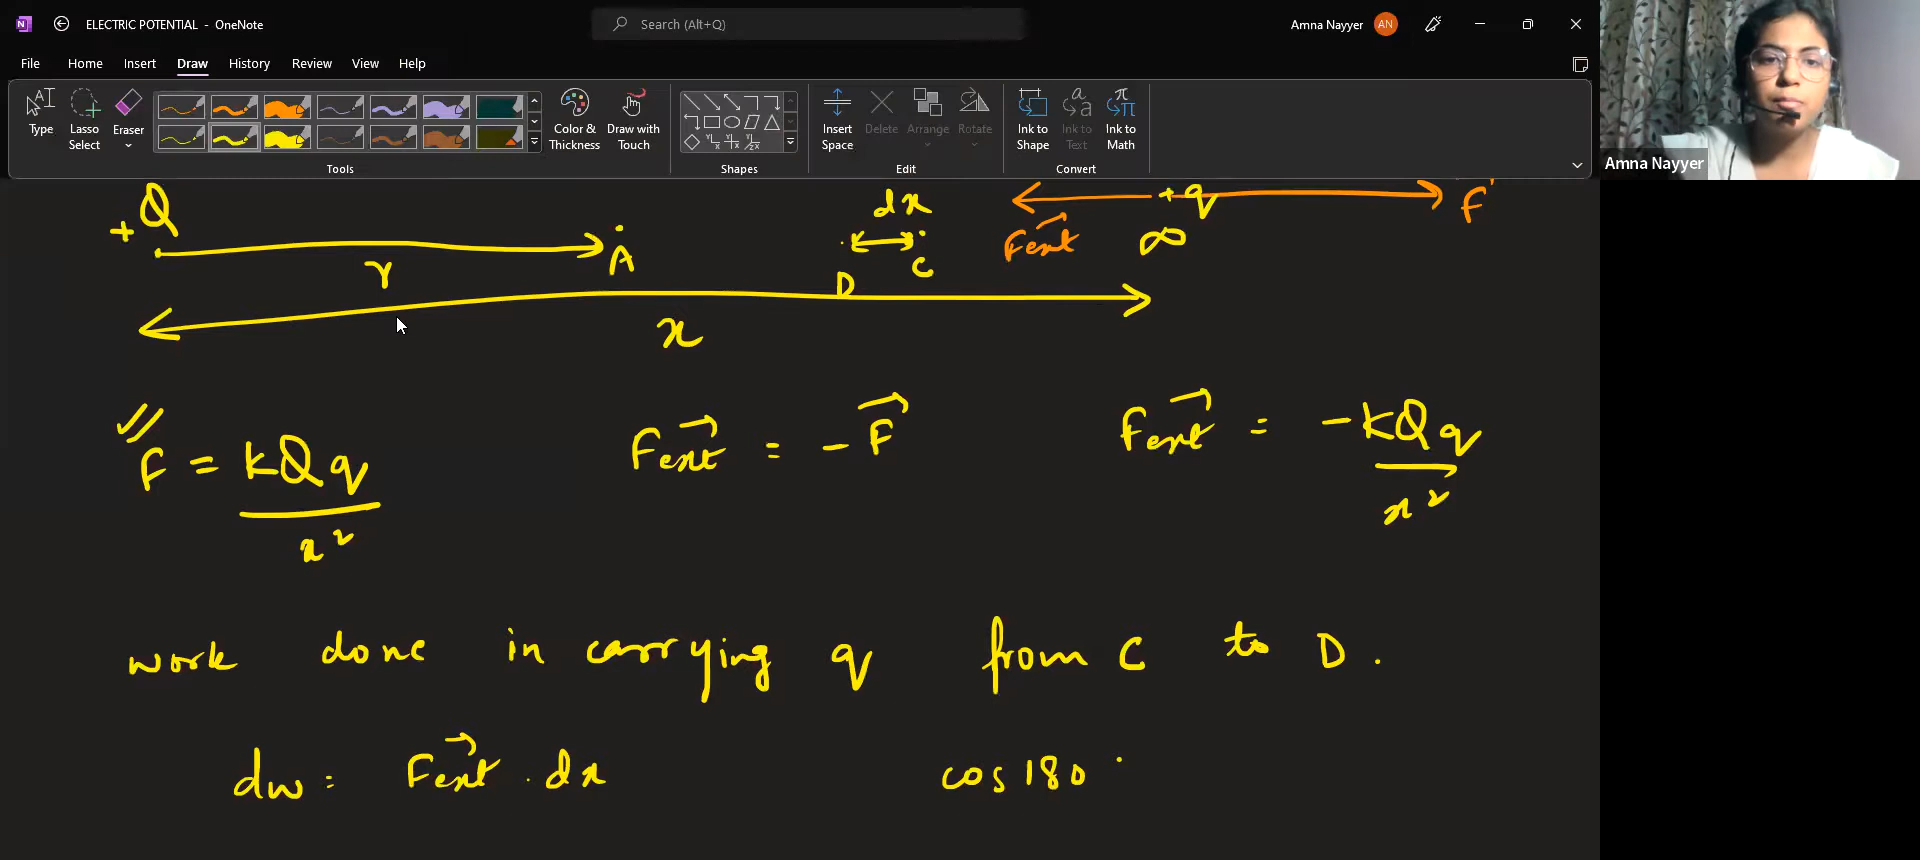 ELECTRIC POTENTIAL - OneNote
Search (Alt+Q)
Amna Nayyer AN
File Home Insert Draw History Review View Help
Type Lasso Select Eraser Color & Thickness Draw with Touch Insert Space Delete Arrange Rotate Ink to Shape Ink to Text Ink to Math
Tools Shapes Edit Convert
Amna Nayyer
+Q dx +q F
r A D C Fext ∞
x
F = kQq / x²
Fext = -F
Fext = -kQq / x²
work done in carrying q from C to D.
dw = Fext . dx cos 180°